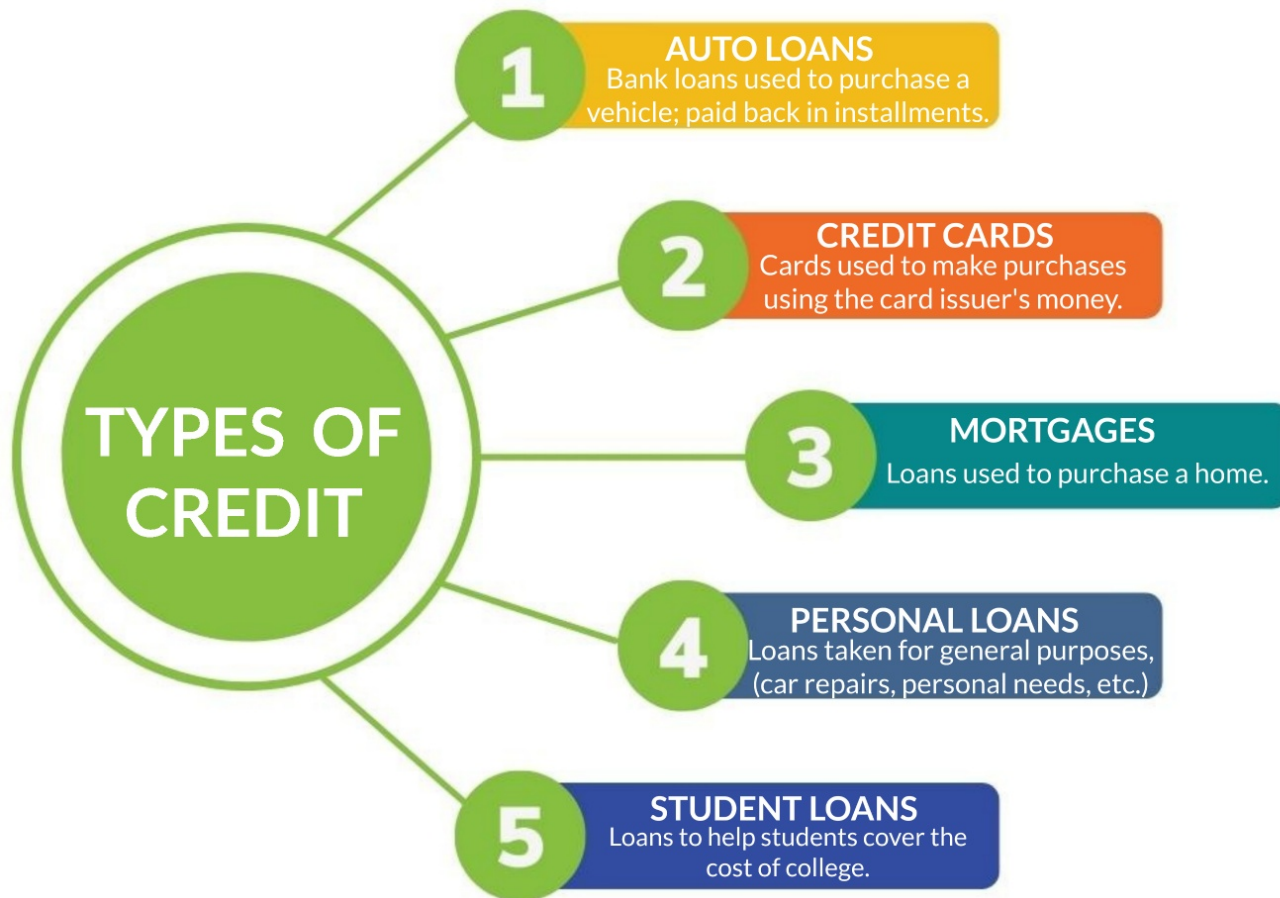 TYPES OF
CREDIT
1
AUTO LOANS
Bank loans used to purchase a
vehicle; paid back in installments.
2
CREDIT CARDS
Cards used to make purchases
using the card issuer's money.
3
MORTGAGES
Loans used to purchase a home.
4
PERSONAL LOANS
Loans taken for general purposes,
(car repairs, personal needs, etc.)
5
STUDENT LOANS
Loans to help students cover the
cost of college.